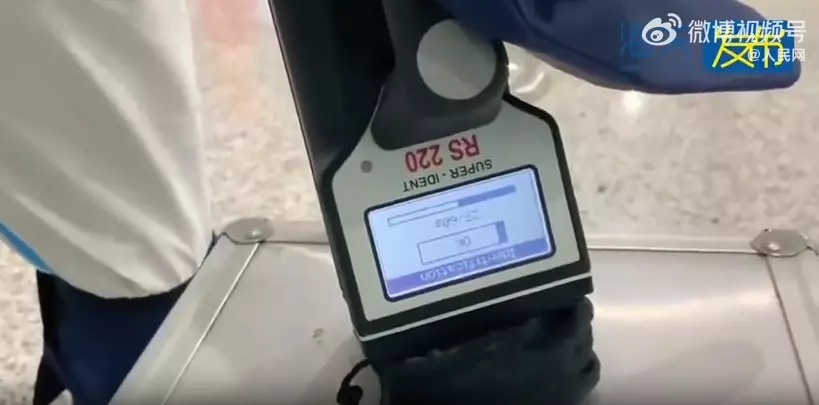 微博视频号
发布
@人民网
Identification
Ok
SUPER - IDENT
RS 220